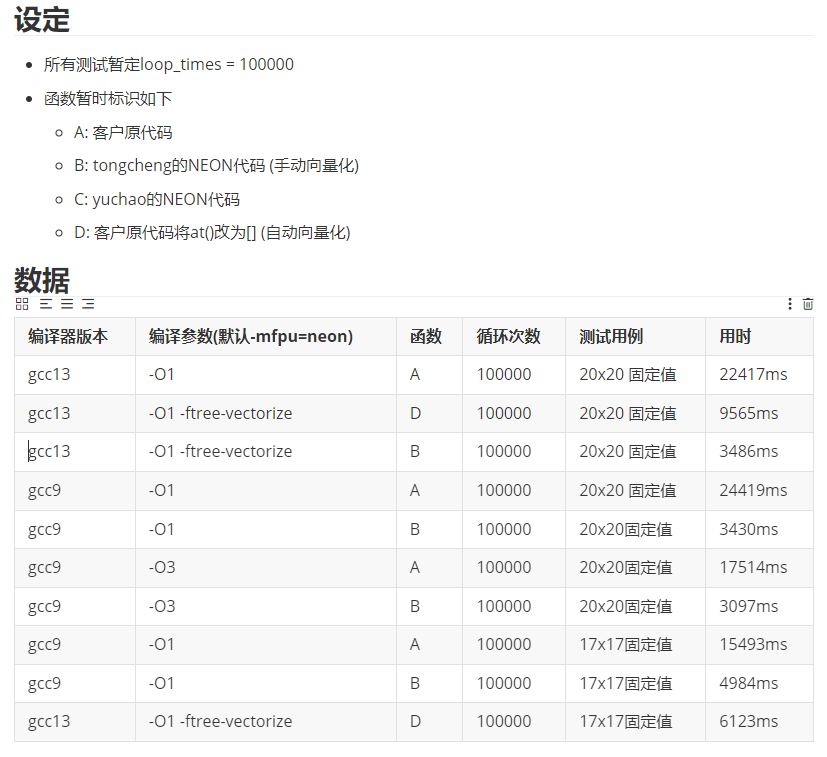 设定
所有测试暂定loop_times = 100000
函数暂时标识如下
A: 客户原代码
B: tongcheng的NEON代码 (手动向量化)
C: yuchao的NEON代码
D: 客户原代码将at()改为[] (自动向量化)
数据
编译器版本 编译参数(默认-mfpu=neon) 函数 循环次数 测试用例 用时
gcc13 -O1 A 100000 20x20 固定值 22417ms
gcc13 -O1 -ftree-vectorize D 100000 20x20 固定值 9565ms
gcc13 -O1 -ftree-vectorize B 100000 20x20 固定值 3486ms
gcc9 -O1 A 100000 20x20 固定值 24419ms
gcc9 -O1 B 100000 20x20固定值 3430ms
gcc9 -O3 A 100000 20x20固定值 17514ms
gcc9 -O3 B 100000 20x20固定值 3097ms
gcc9 -O1 A 100000 17x17固定值 15493ms
gcc9 -O1 B 100000 17x17固定值 4984ms
gcc13 -O1 -ftree-vectorize D 100000 17x17固定值 6123ms